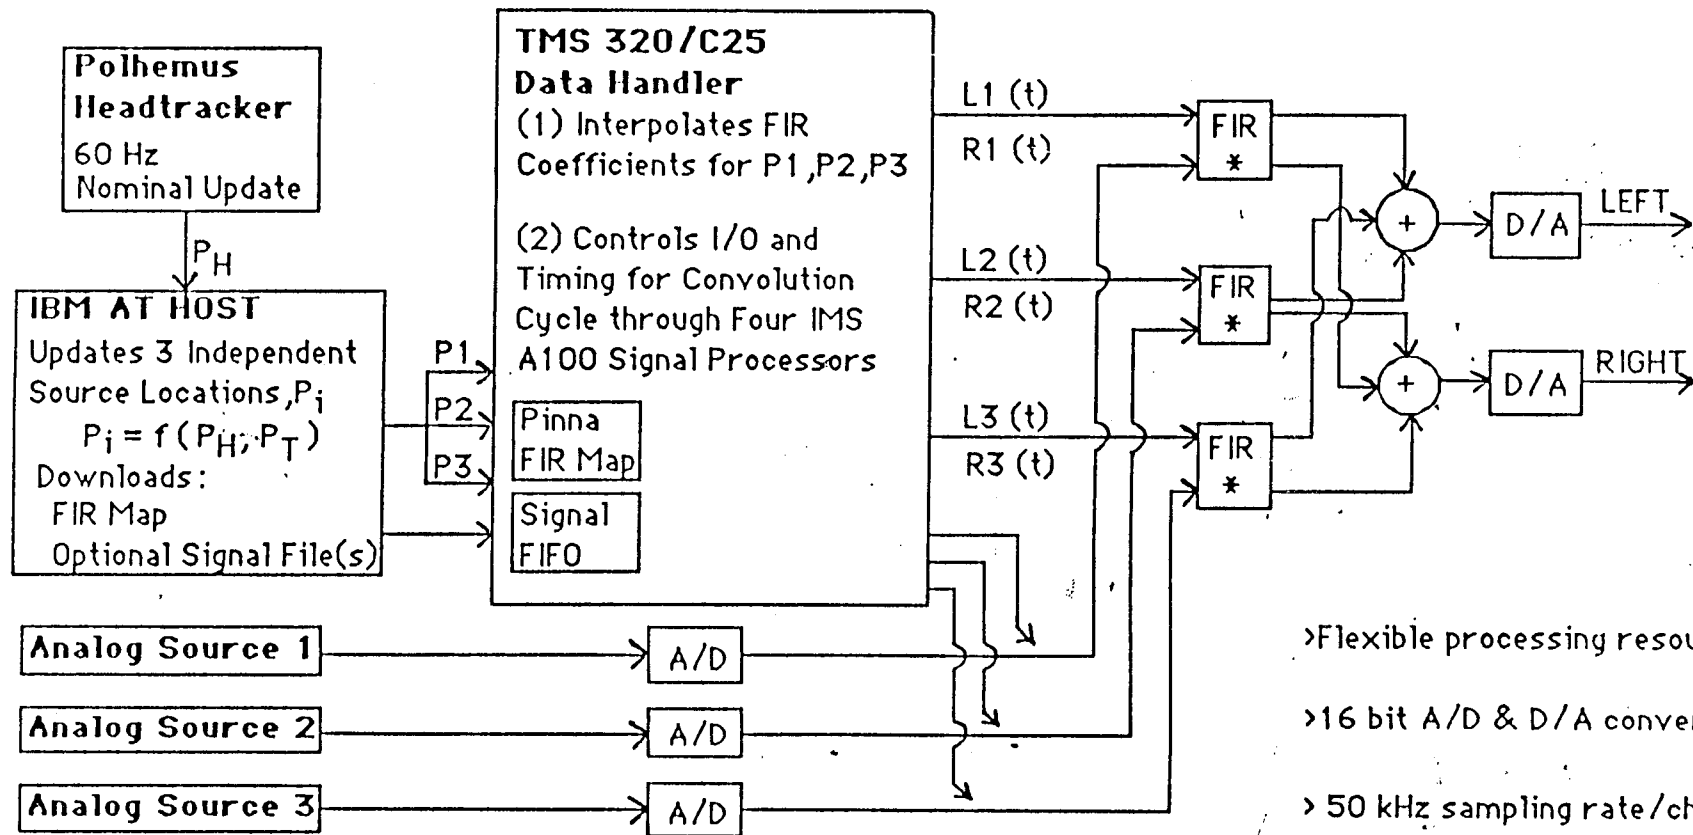 Polhemus
Headtracker
60 Hz
Nominal Update
P_H
IBM AT HOST
Updates 3 Independent
Source Locations, P_i
P_i = f ( P_H, P_T )
Downloads:
FIR Map
Optional Signal File(s)
P1
P2
P3
TMS 320/C25
Data Handler
(1) Interpolates FIR
Coefficients for P1,P2,P3
(2) Controls I/O and
Timing for Convolution
Cycle through Four IMS
A100 Signal Processors
Pinna
FIR Map
Signal
FIFO
L1 (t)
R1 (t)
L2 (t)
R2 (t)
L3 (t)
R3 (t)
FIR
*
FIR
*
FIR
*
+
+
D/A
LEFT
D/A
RIGHT
Analog Source 1
A/D
Analog Source 2
A/D
Analog Source 3
A/D
>Flexible processing resou
>16 bit A/D & D/A conver
> 50 kHz sampling rate/ch